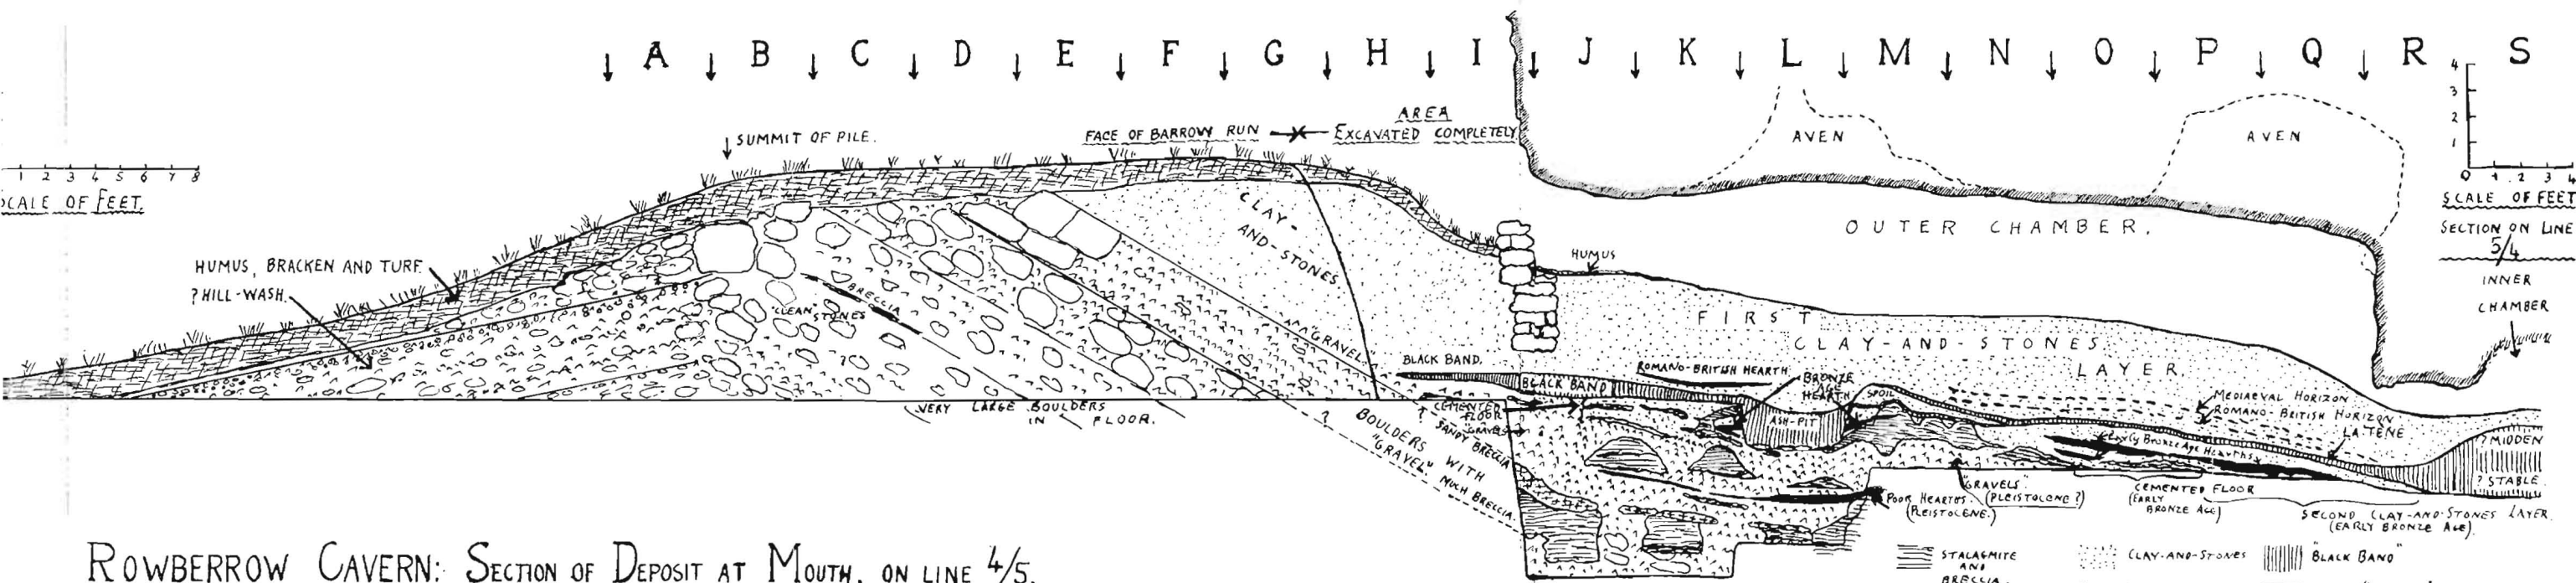 A B C D E F G H I J K L M N O P Q R S
SUMMIT OF PILE.
FACE OF BARROW RUN
AREA
EXCAVATED COMPLETELY
AVEN
AVEN
4
3
2
1
0 1 2 3 4
SCALE OF FEET
SECTION ON LINE
5/4
INNER
CHAMBER
1 2 3 4 5 6 7 8
SCALE OF FEET.
HUMUS, BRACKEN AND TURF.
? HILL-WASH.
"CLEAN" STONES
BRECCIA
CLAY-
AND-STONES.
"GRAVEL"
OUTER CHAMBER.
HUMUS
FIRST
CLAY-AND-STONES
LAYER.
BLACK BAND.
BLACK BAND
ROMANO-BRITISH HEARTH
BRONZE
AGE
HEARTH
SPOIL
ASH-PIT
CEMENTED
FLOOR
"GRAVELS"
SANDY BRECCIA
MEDIAEVAL HORIZON
ROMANO-BRITISH HORIZON
LA TÈNE
Early Bronze Age Hearths
? MIDDEN
? STABLE.
VERY LARGE BOULDERS
IN FLOOR.
?
?
BOULDERS WITH
"GRAVEL" MUCH BRECCIA.
POOR HEARTHS.
(PLEISTOCENE.)
"GRAVELS"
(PLEISTOCENE ?)
CEMENTED FLOOR
(EARLY
BRONZE AGE)
SECOND CLAY-AND-STONES LAYER.
(EARLY BRONZE AGE).
ROWBERROW CAVERN: SECTION OF DEPOSIT AT MOUTH, ON LINE 4/5.
STALAGMITE
AND
BRECCIA.
CLAY-AND-STONES
"BLACK BAND"